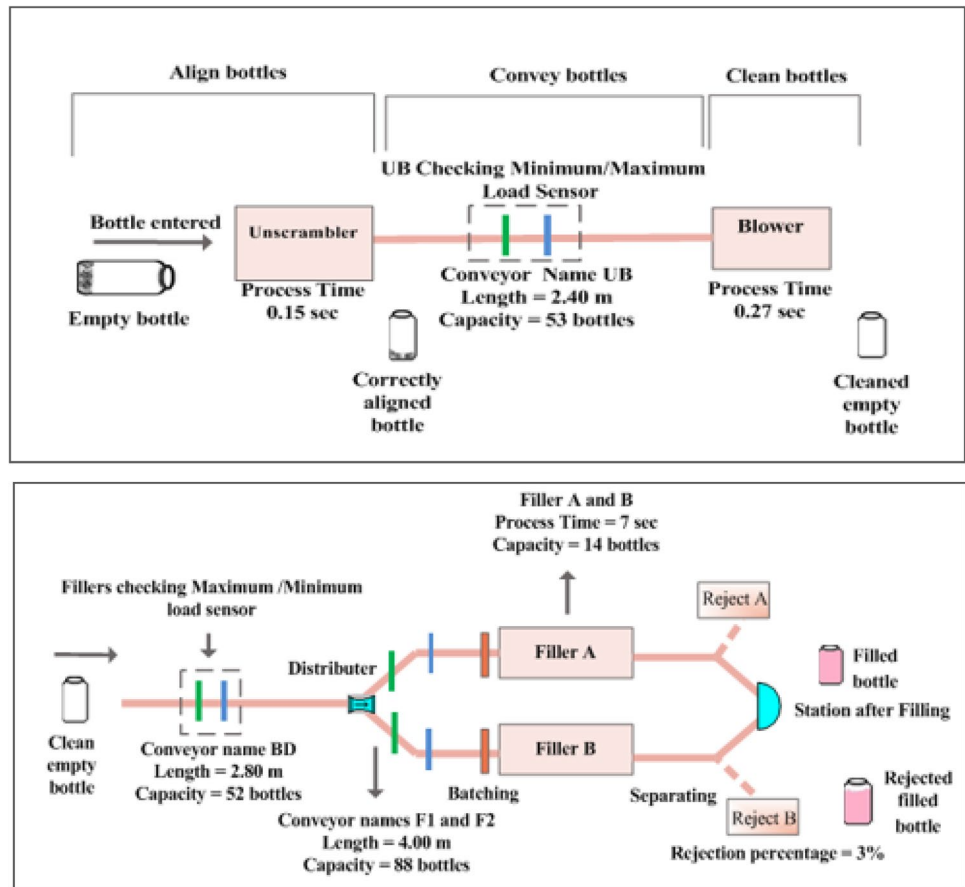 Align bottles
Convey bottles
Clean bottles
UB Checking Minimum/Maximum
Load Sensor
Bottle entered
Unscrambler
Blower
Empty bottle
Process Time
0.15 sec
Conveyor Name UB
Length = 2.40 m
Capacity = 53 bottles
Process Time
0.27 sec
Correctly
aligned
bottle
Cleaned
empty
bottle
Filler A and B
Process Time = 7 sec
Capacity = 14 bottles
Fillers checking Maximum /Minimum
load sensor
Reject A
Distributer
Filler A
Filled
bottle
Station after Filling
Clean
empty
bottle
Conveyor name BD
Length = 2.80 m
Capacity = 52 bottles
Filler B
Batching
Separating
Reject B
Rejected
filled
bottle
Conveyor names F1 and F2
Length = 4.00 m
Capacity = 88 bottles
Rejection percentage = 3%